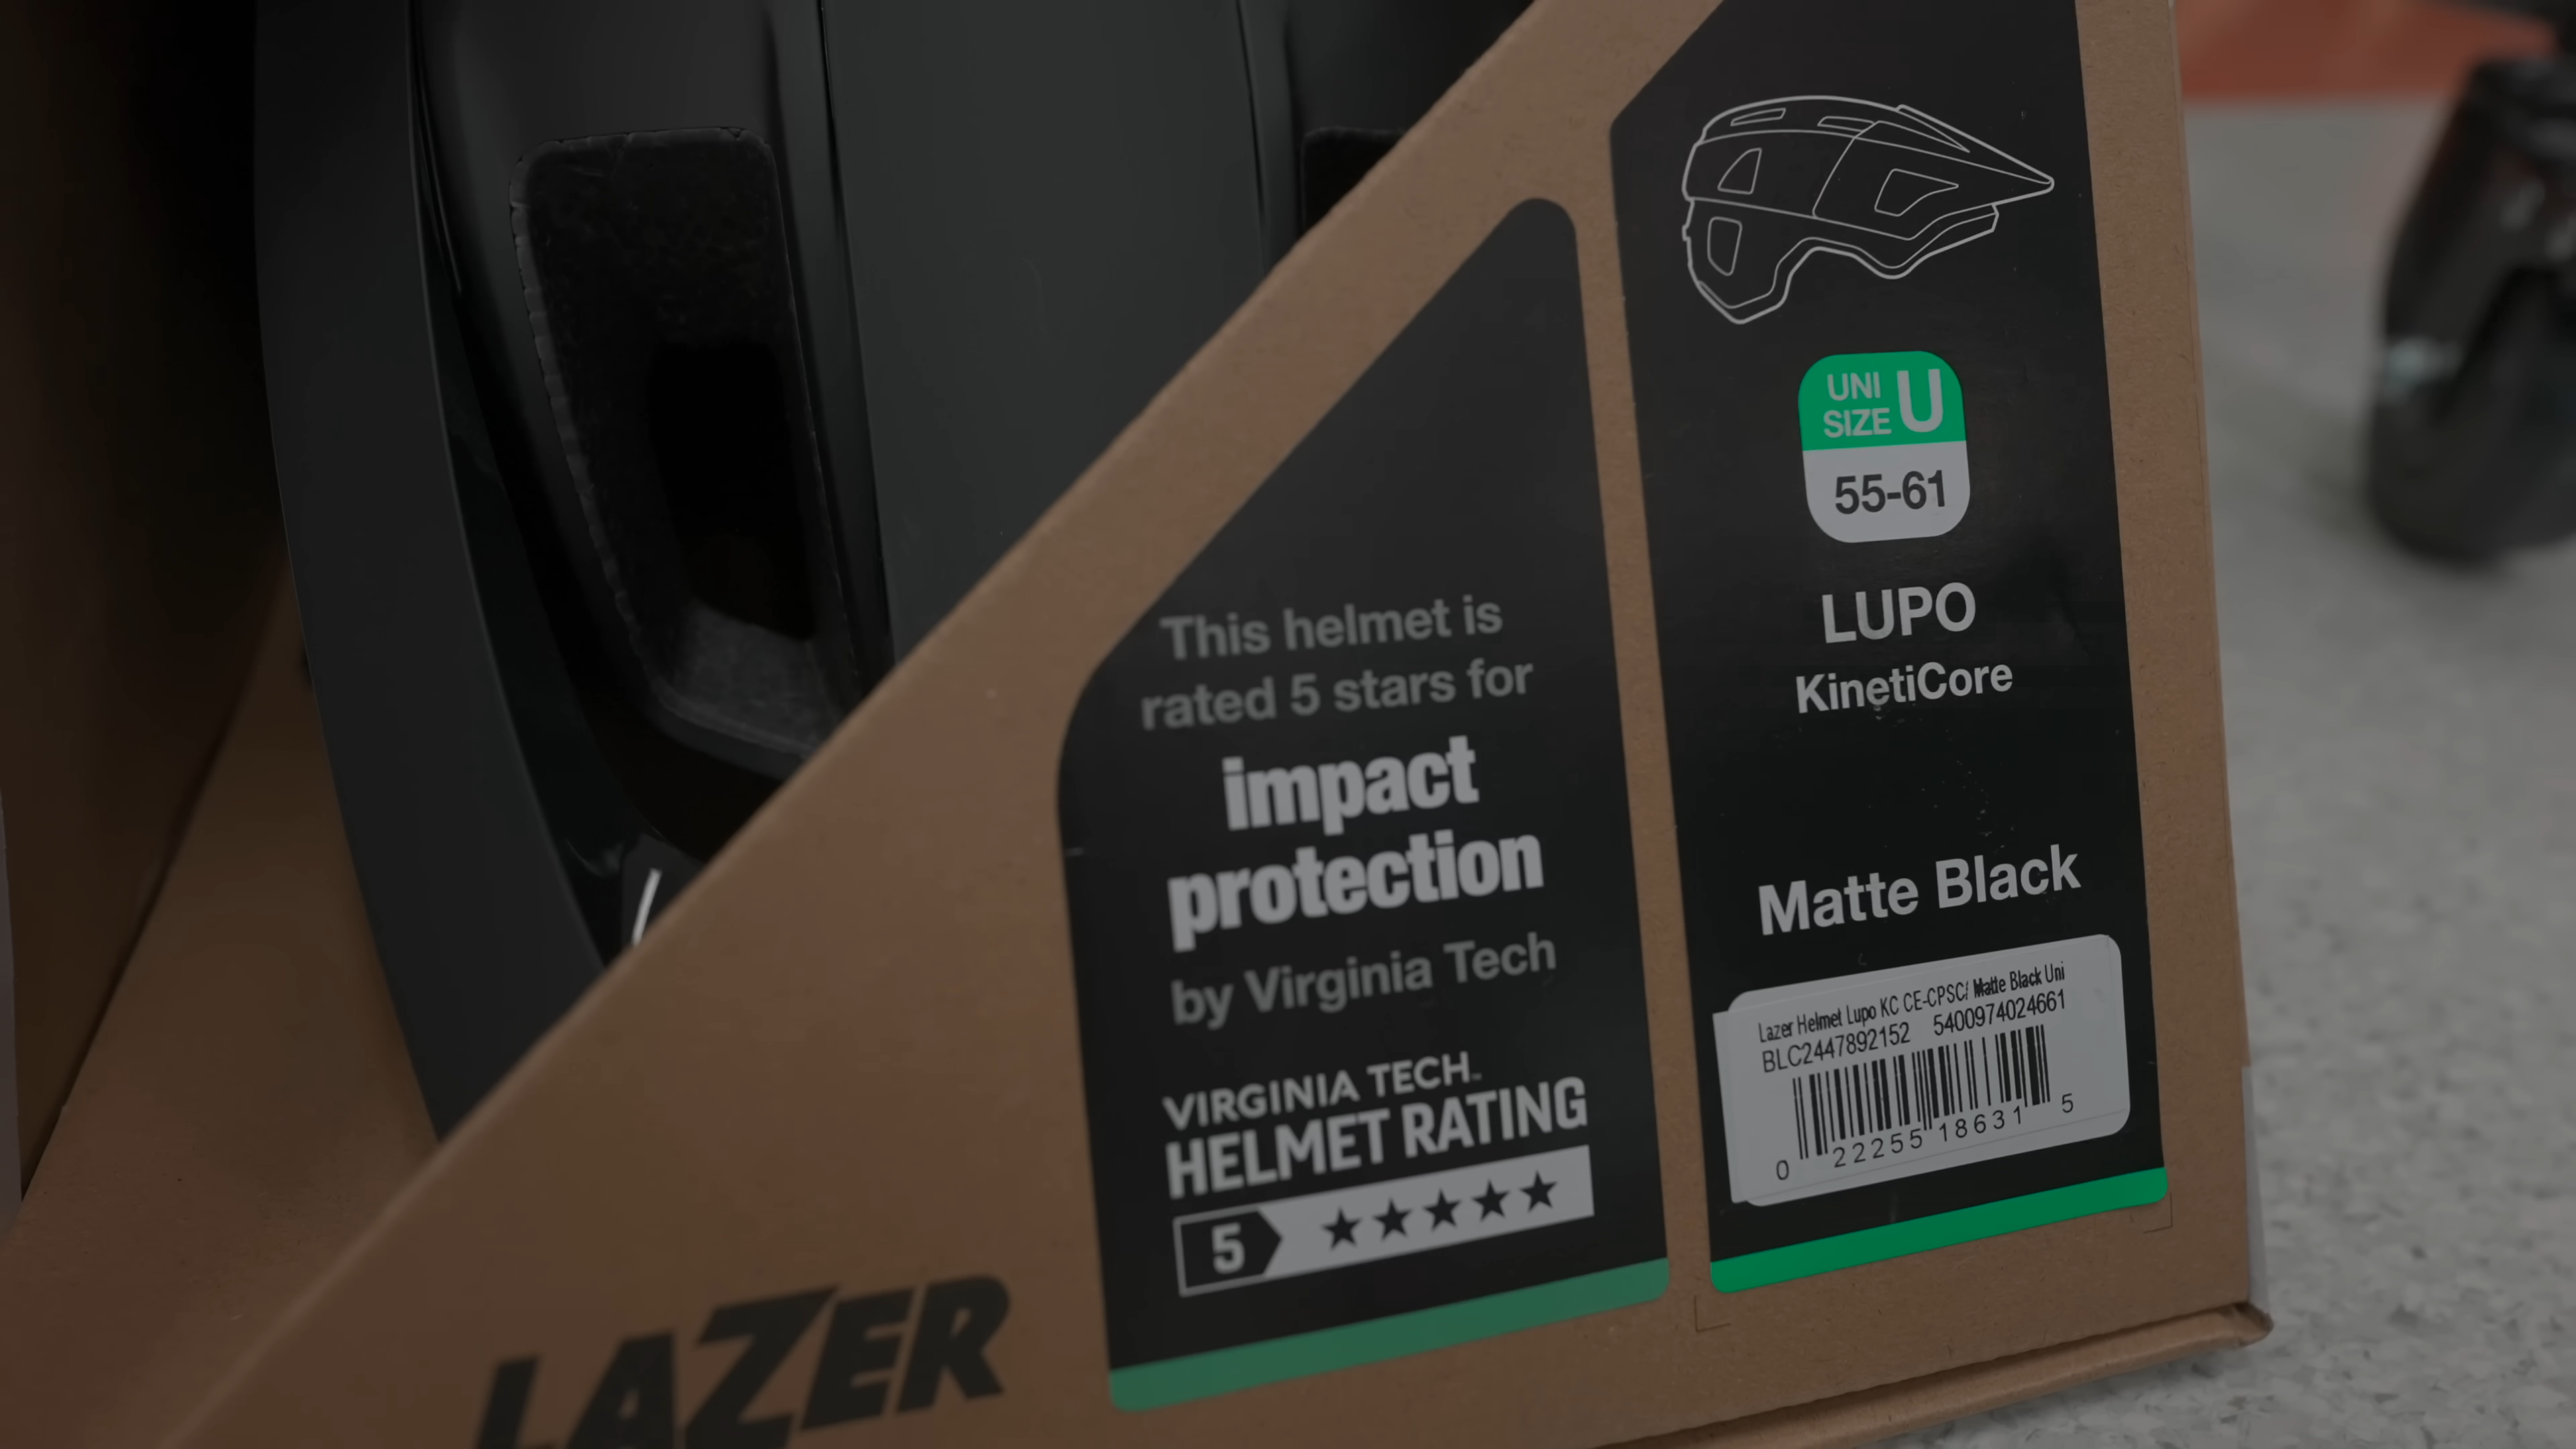 This helmet is
rated 5 stars for
impact
protection
by Virginia Tech
VIRGINIA TECH™
HELMET RATING
5 ★★★★★
LAZER
UNI
SIZE U
55-61
LUPO
KinetiCore
Matte Black
Lazer Helmet Lupo KC CE-CPSC/ Matte Black Uni
BLC2447892152 5400974024661
0 22255 18631 5